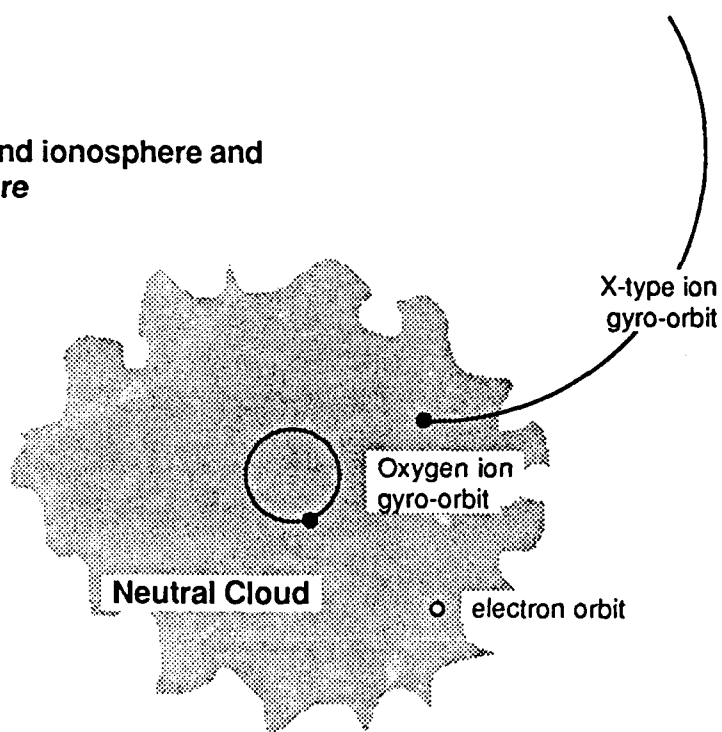 nd ionosphere and
re
X-type ion
gyro-orbit
Oxygen ion
gyro-orbit
Neutral Cloud
electron orbit